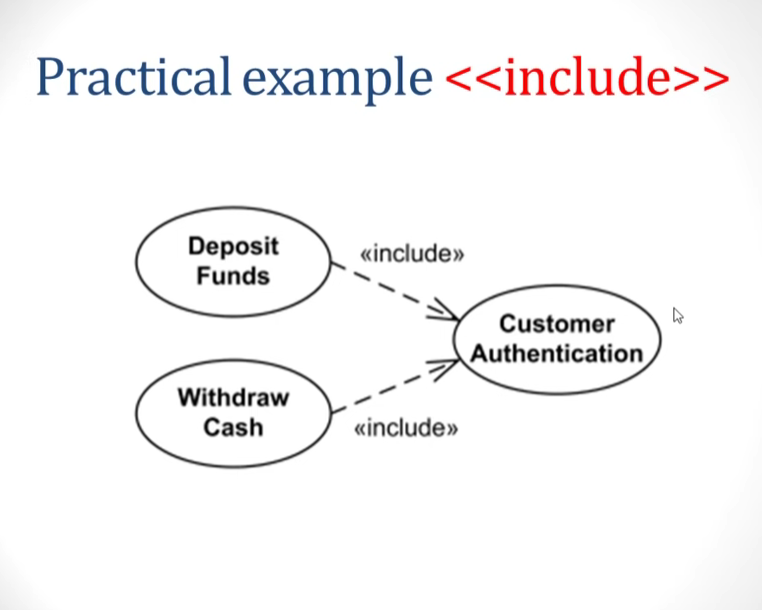 Practical example <<include>>
Deposit
Funds
«include»
Customer
Authentication
Withdraw
Cash
«include»